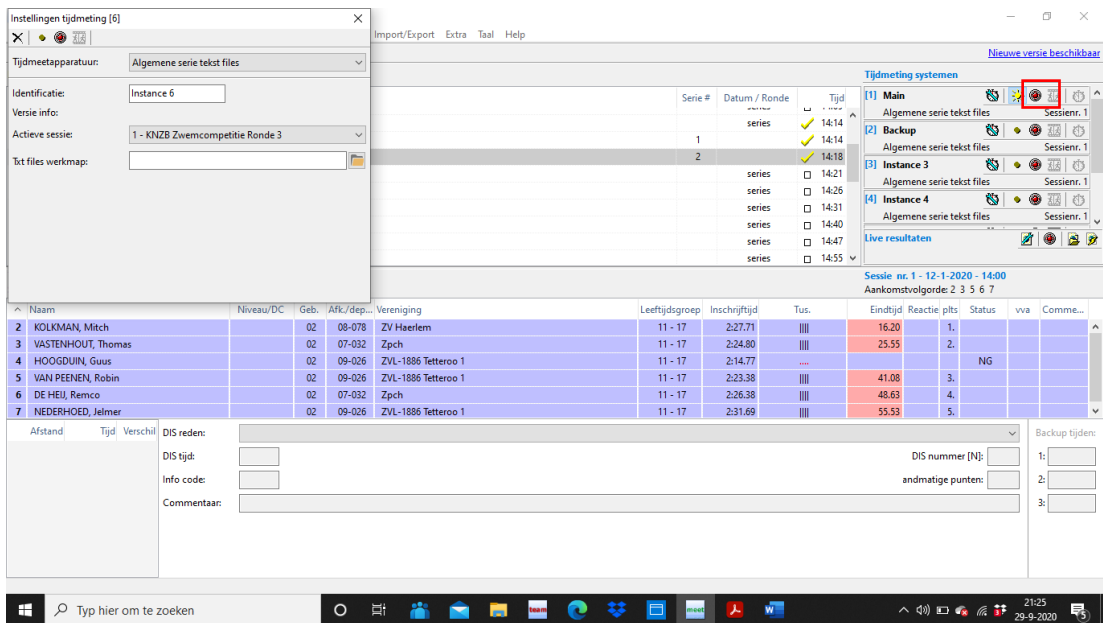 Instellingen tijdmeting [6]
Import/Export Extra Taal Help
Nieuwe versie beschikbaar
Tijdmeetapparatuur: Algemene serie tekst files
Identificatie: Instance 6
Versie info:
Actieve sessie: 1 - KNZB Zwemcompetitie Ronde 3
Txt files werkmap:
Serie # Datum / Ronde Tijd
series 14:14
1 14:14
2 14:18
series 14:21
series 14:26
series 14:31
series 14:40
series 14:47
series 14:55
Tijdmeting systemen
[1] Main
Algemene serie tekst files Sessienr. 1
[2] Backup
Algemene serie tekst files Sessienr. 1
[3] Instance 3
Algemene serie tekst files Sessienr. 1
[4] Instance 4
Algemene serie tekst files Sessienr. 1
Live resultaten
Sessie nr. 1 - 12-1-2020 - 14:00
Aankomstvolgorde: 2 3 5 6 7
Naam Niveau/DC Geb. Afk./dep... Vereniging Leeftijdsgroep Inschrijftijd Tus. Eindtijd Reactie plts Status vva Comme...
2 KOLKMAN, Mitch 02 08-078 ZV Haerlem 11 - 17 2:27.71 |||| 16.20 1.
3 VASTENHOUT, Thomas 02 07-032 Zpch 11 - 17 2:24.80 |||| 25.55 2.
4 HOOGDUIN, Guus 02 09-026 ZVL-1886 Tetteroo 1 11 - 17 2:14.77 .... NG
5 VAN PEENEN, Robin 02 09-026 ZVL-1886 Tetteroo 1 11 - 17 2:23.38 |||| 41.08 3.
6 DE HEIJ, Remco 02 07-032 Zpch 11 - 17 2:26.38 |||| 48.63 4.
7 NEDERHOED, Jelmer 02 09-026 ZVL-1886 Tetteroo 1 11 - 17 2:31.69 |||| 55.53 5.
Afstand Tijd Verschil
DIS reden:
DIS tijd:
DIS nummer [N]:
Info code:
andmatige punten:
Commentaar:
Backup tijden:
1:
2:
3:
Typ hier om te zoeken
team
meet
21:25
29-9-2020